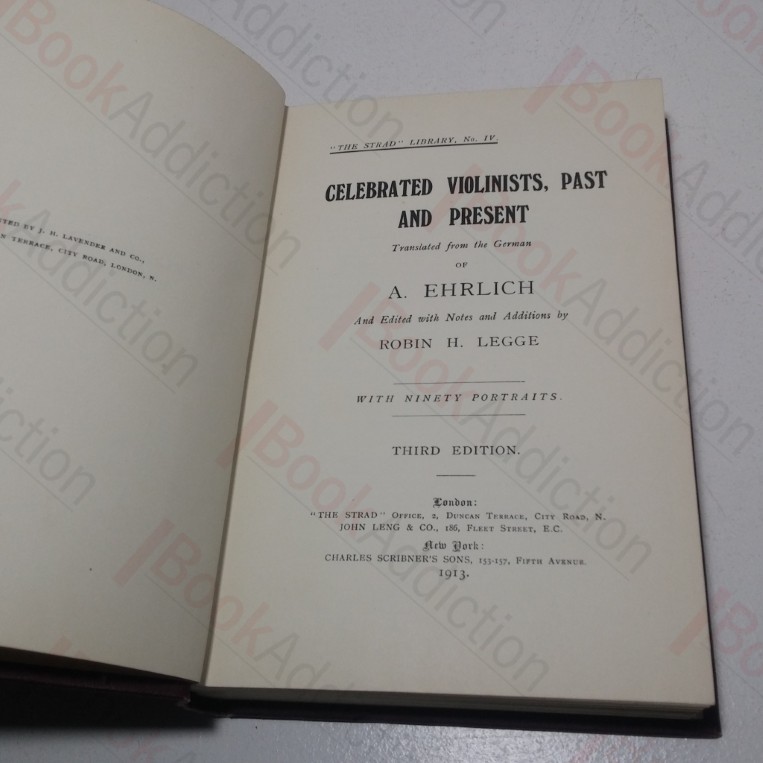 TED BY J. H. LAVENDER AND CO.,
N TERRACE, CITY ROAD, LONDON, N.
"THE STRAD" LIBRARY, No. IV.
CELEBRATED VIOLINISTS, PAST
AND PRESENT
Translated from the German
OF
A. EHRLICH
And Edited with Notes and Additions by
ROBIN H. LEGGE
WITH NINETY PORTRAITS.
THIRD EDITION.
London:
"THE STRAD" OFFICE, 2, DUNCAN TERRACE, CITY ROAD, N.
JOHN LENG & CO., 186, FLEET STREET, E.C.
New York:
CHARLES SCRIBNER'S SONS, 153-157, FIFTH AVENUE.
1913.
BookAddiction